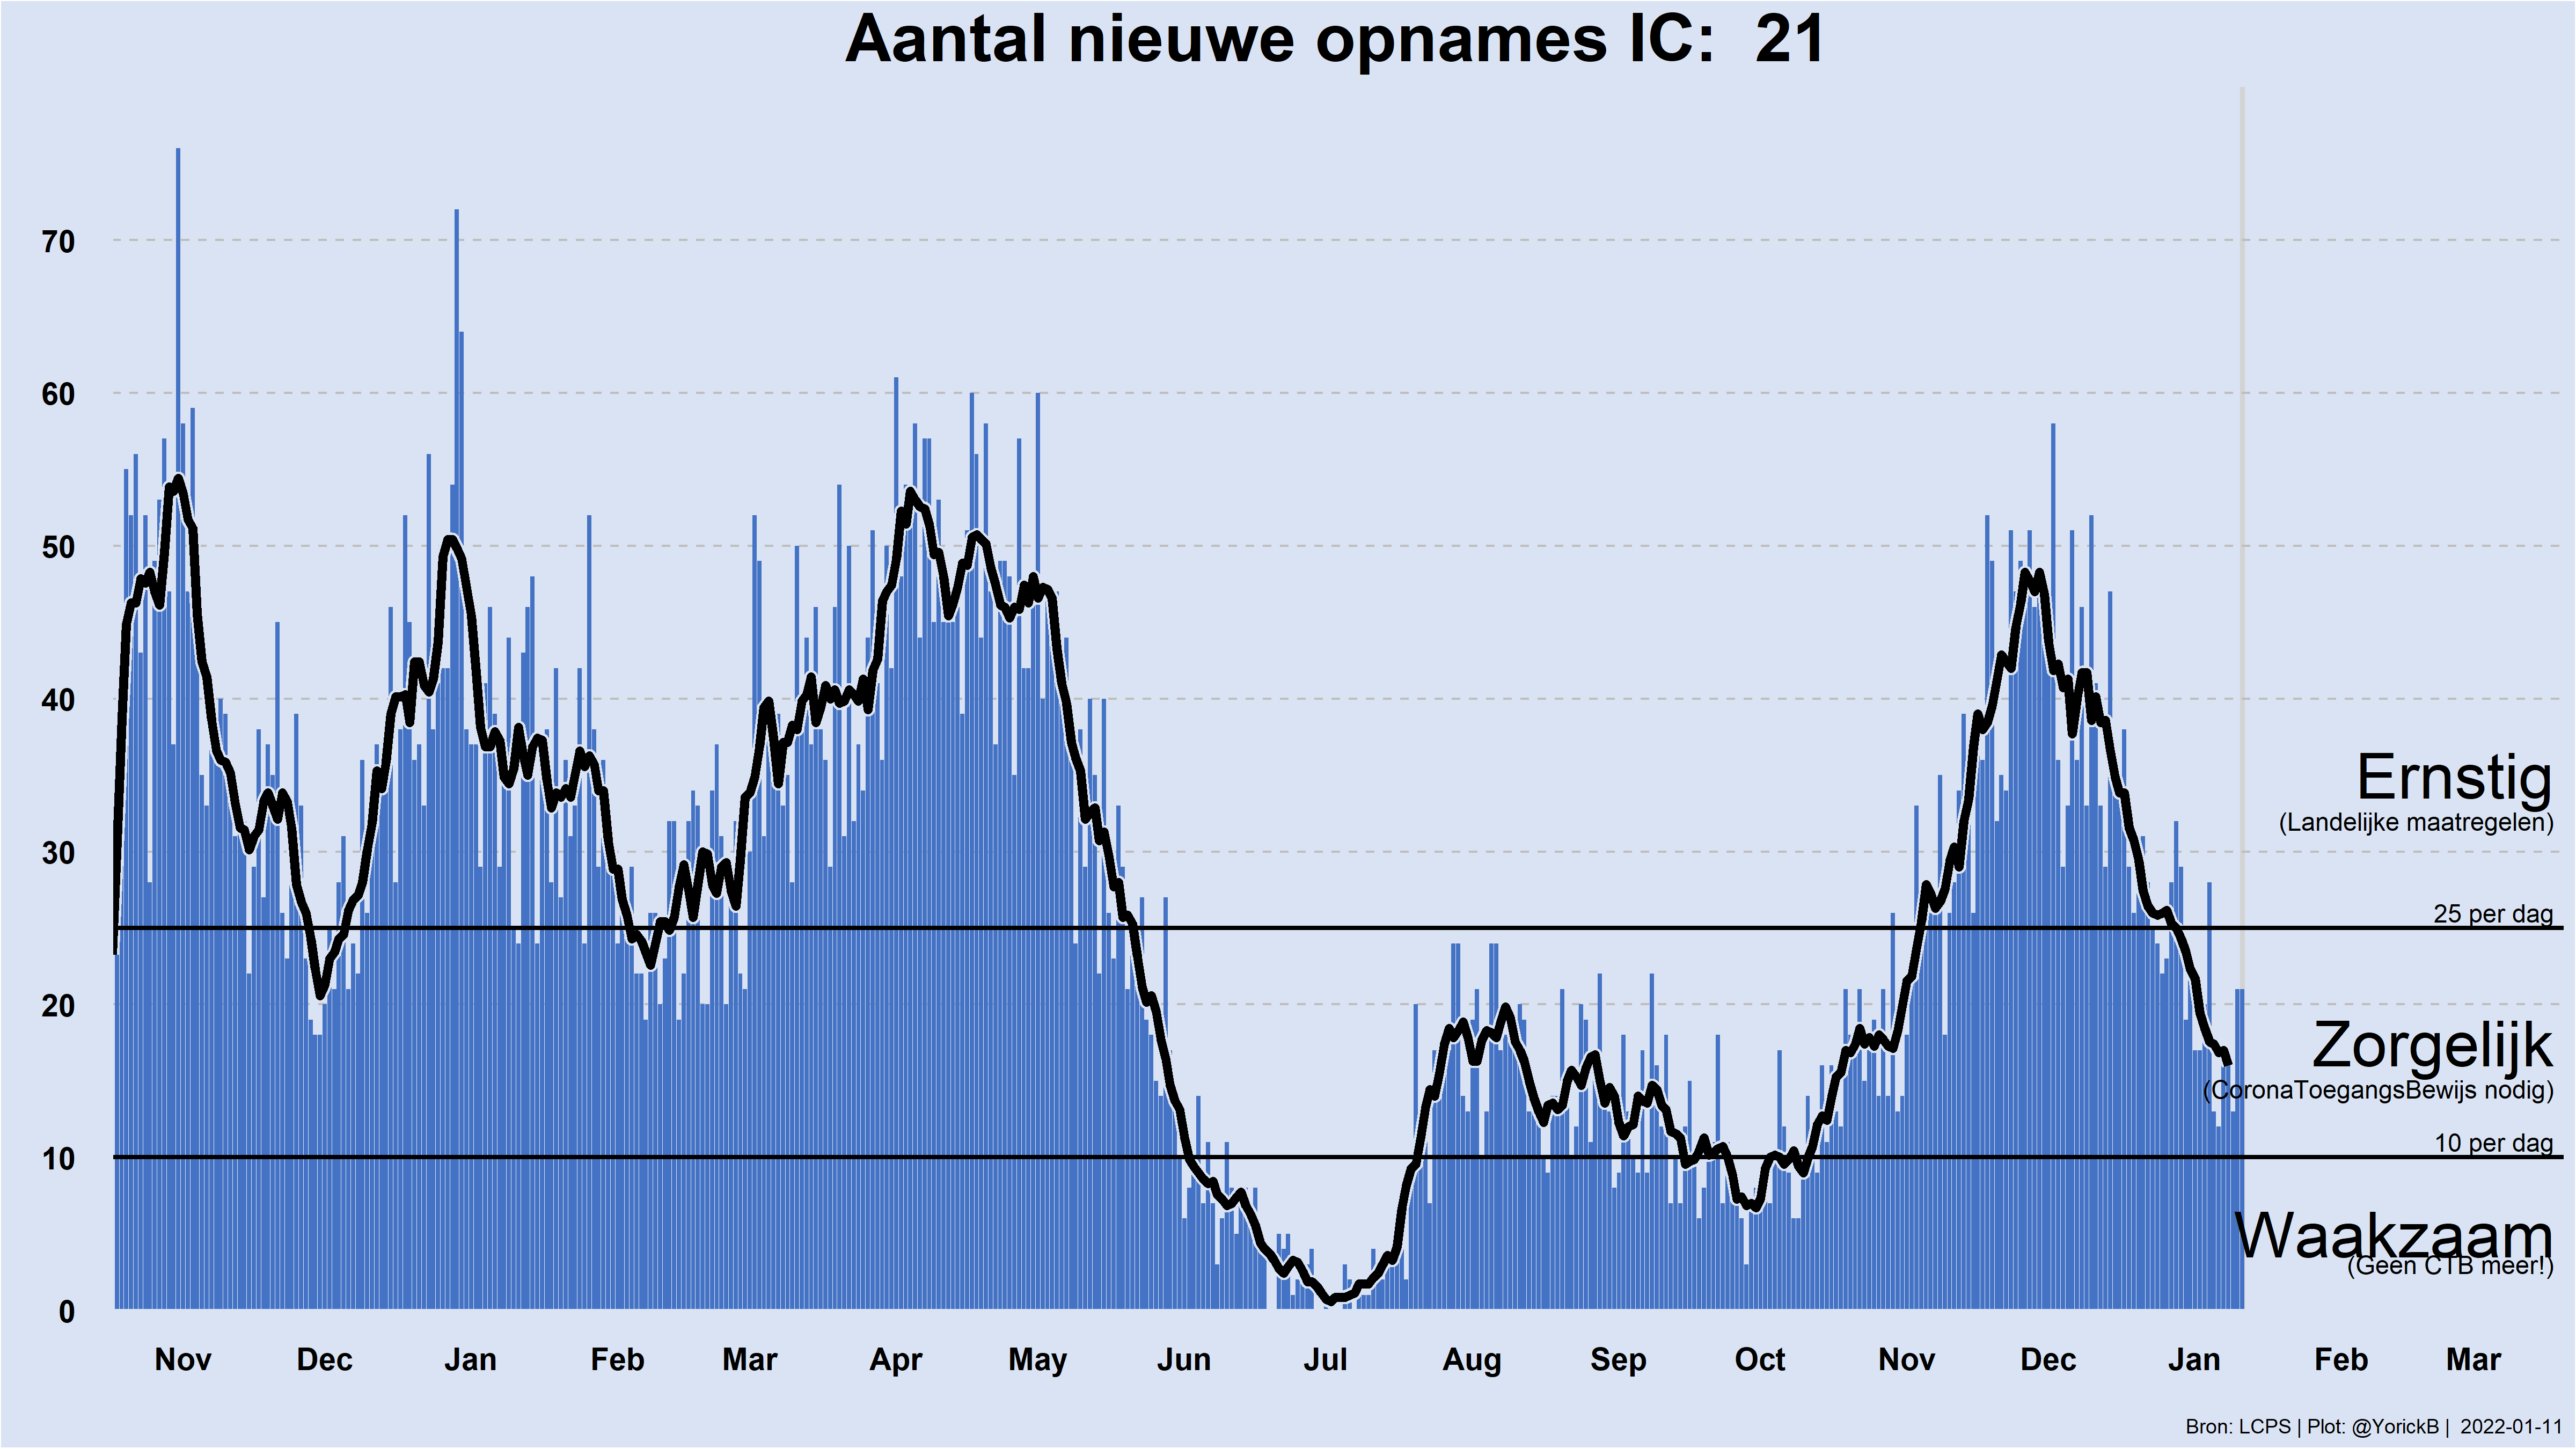 Aantal nieuwe opnames IC:  21
70
60
50
40
30
20
10
0
Ernstig
(Landelijke maatregelen)
25 per dag
Zorgelijk
(CoronaToegangsBewijs nodig)
10 per dag
Waakzaam
(Geen CTB meer!)
Nov Dec Jan Feb Mar Apr May Jun Jul Aug Sep Oct Nov Dec Jan Feb Mar
Bron: LCPS | Plot: @YorickB |  2022-01-11